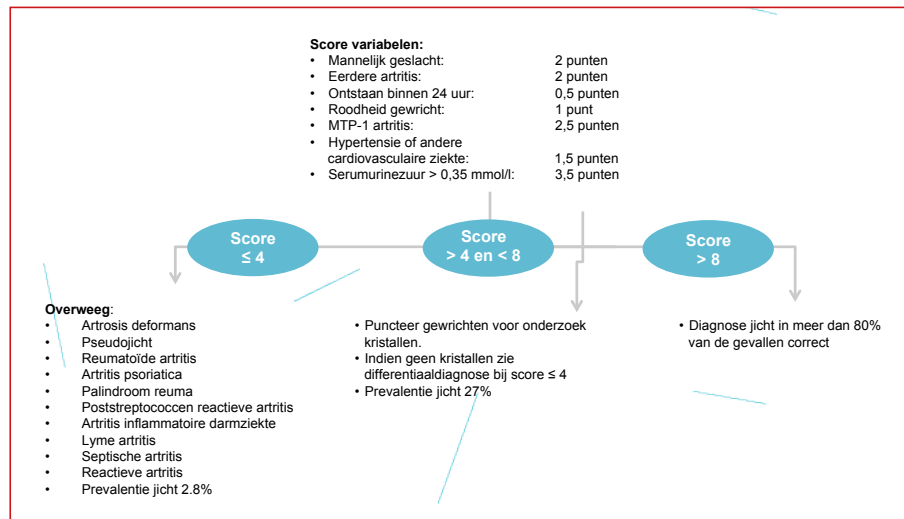 Score variabelen:
• Mannelijk geslacht: 2 punten
• Eerdere artritis: 2 punten
• Ontstaan binnen 24 uur: 0,5 punten
• Roodheid gewricht: 1 punt
• MTP-1 artritis: 2,5 punten
• Hypertensie of andere
cardiovasculaire ziekte: 1,5 punten
• Serumurinezuur > 0,35 mmol/l: 3,5 punten
Score
≤ 4
Score
> 4 en < 8
Score
> 8
Overweeg:
• Artrosis deformans
• Pseudojicht
• Reumatoïde artritis
• Artritis psoriatica
• Palindroom reuma
• Poststreptococcen reactieve artritis
• Artritis inflammatoire darmziekte
• Lyme artritis
• Septische artritis
• Reactieve artritis
• Prevalentie jicht 2.8%
• Puncteer gewrichten voor onderzoek
kristallen.
• Indien geen kristallen zie
differentiaaldiagnose bij score ≤ 4
• Prevalentie jicht 27%
• Diagnose jicht in meer dan 80%
van de gevallen correct